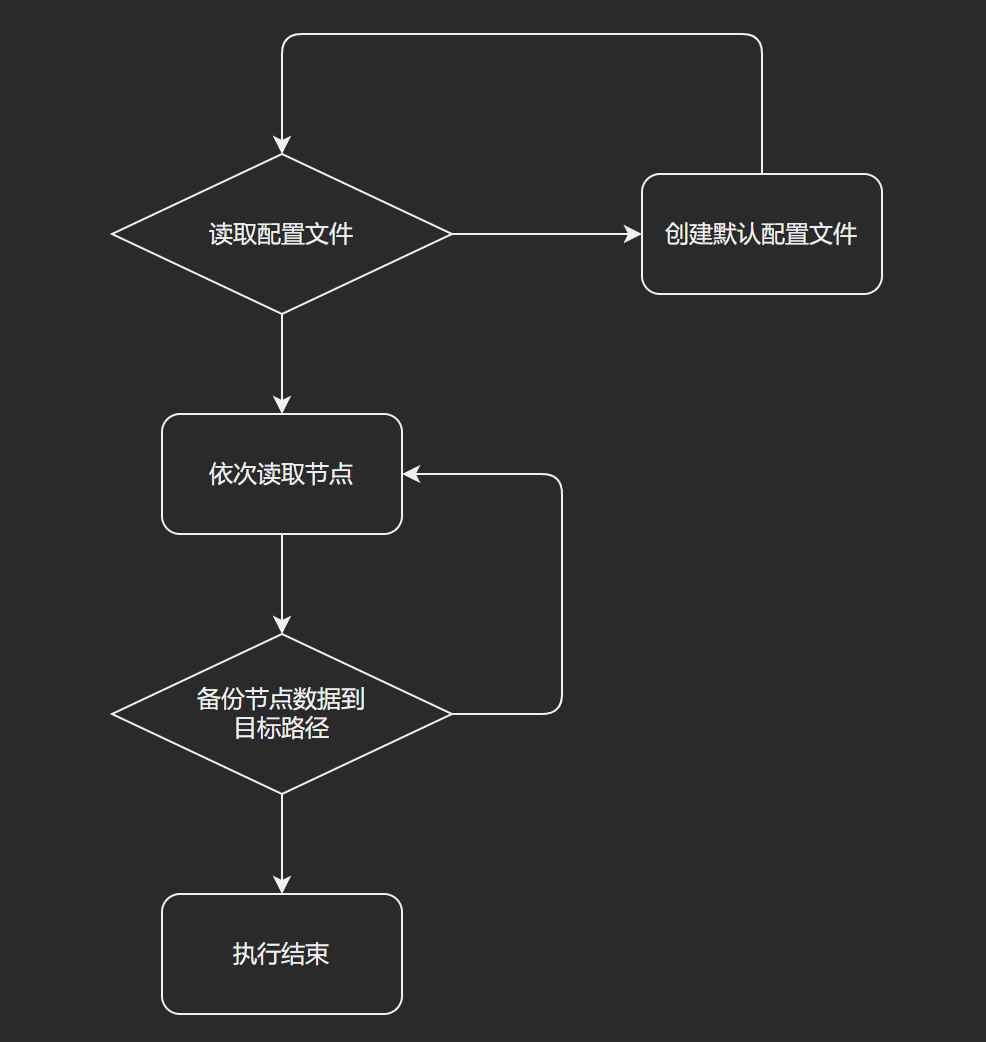 读取配置文件
创建默认配置文件
依次读取节点
备份节点数据到
目标路径
执行结束